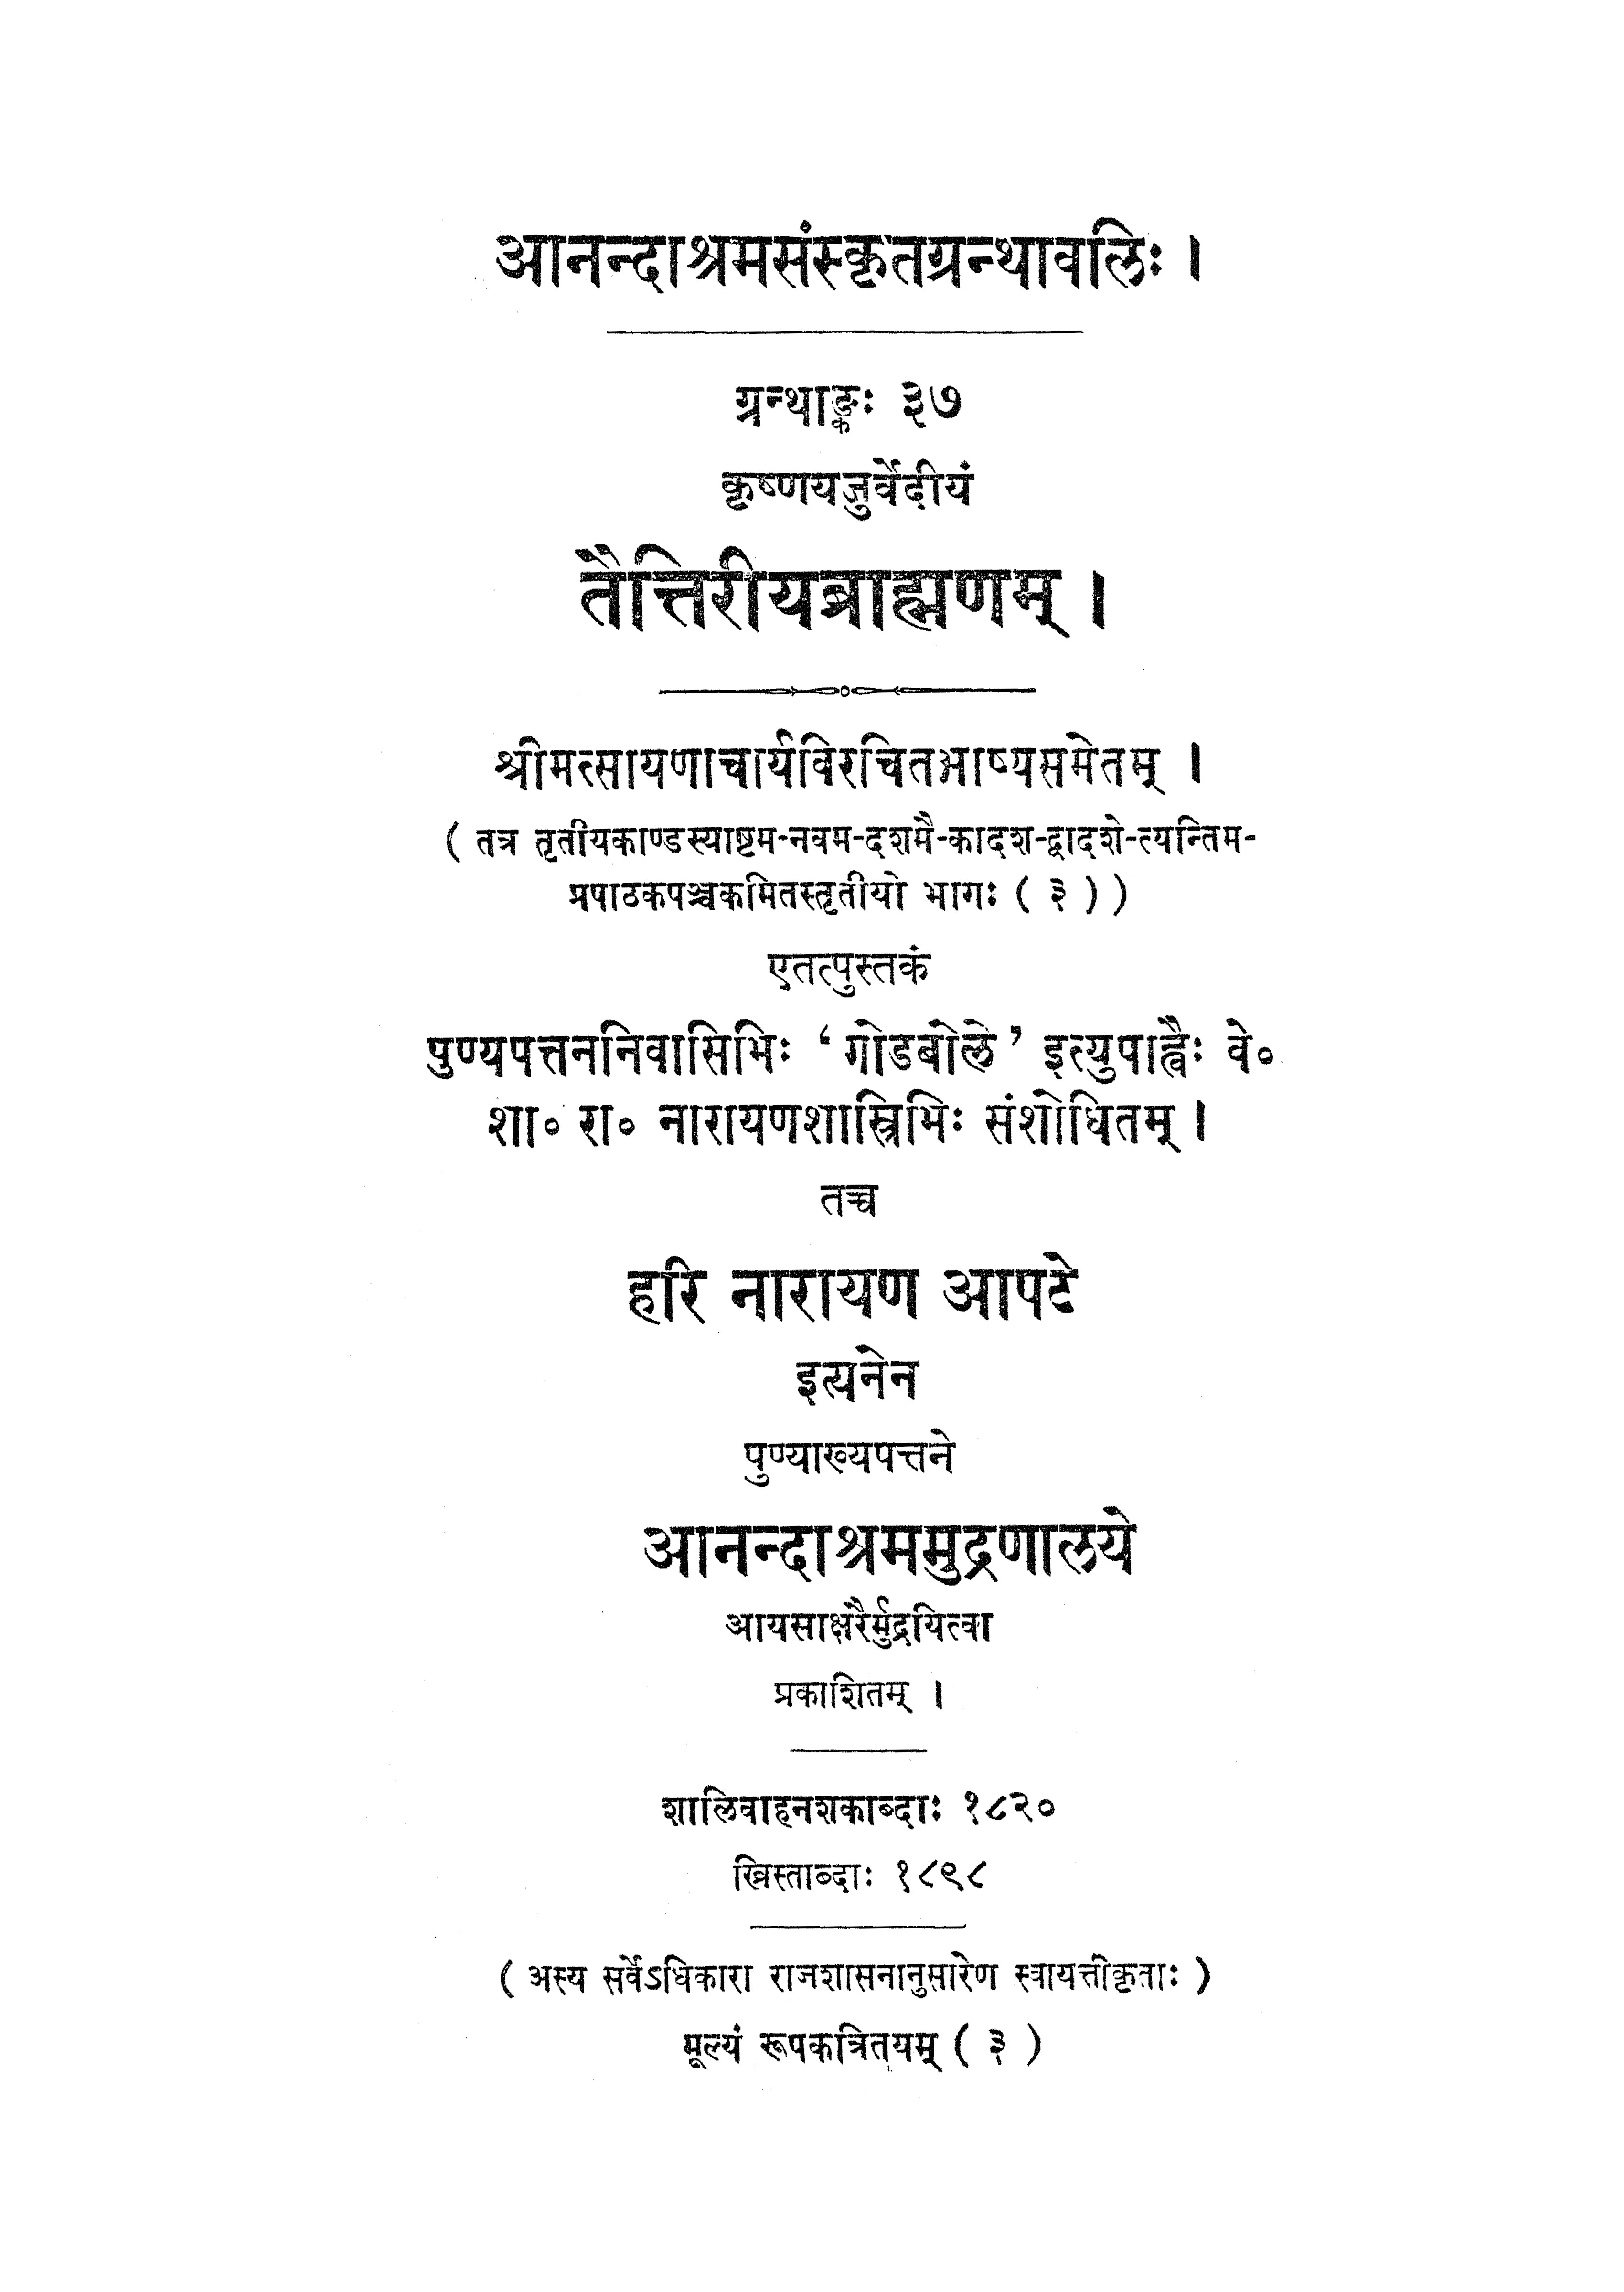 आनन्दाश्रमसंस्कृतग्रन्थावलिः ।
ग्रन्थाङ्कः ३७
कृष्णयजुर्वेदीयं
तैत्तिरीयब्राह्मणम् ।
श्रीमत्सायणाचार्यविरचितभाष्यसमेतम् ।
( तत्र तृतीयकाण्डस्याष्टम-नवम-दशमै-कादश-द्वादशे-त्यन्तिम-
प्रपाठकपञ्चकमितस्तृतीयो भागः ( ३ ) )
एतत्पुस्तकं
पुण्यपत्तननिवासिभिः ‘ गोडबोले ’ इत्युपाह्वैः वे०
शा० रा० नारायणशास्त्रिभिः संशोधितम् ।
तच्च
हरि नारायण आपटे
इत्यनेन
पुण्याख्यपत्तने
आनन्दाश्रममुद्रणालये
आयसाक्षरैर्मुद्रयित्वा
प्रकाशितम् ।
शालिवाहनशकाब्दाः १८२०
ख्रिस्ताब्दाः १८९८
( अस्य सर्वेऽधिकारा राजशासनानुसारेण स्वायत्तीकृताः )
मूल्यं रूपकत्रितयम् ( ३ )